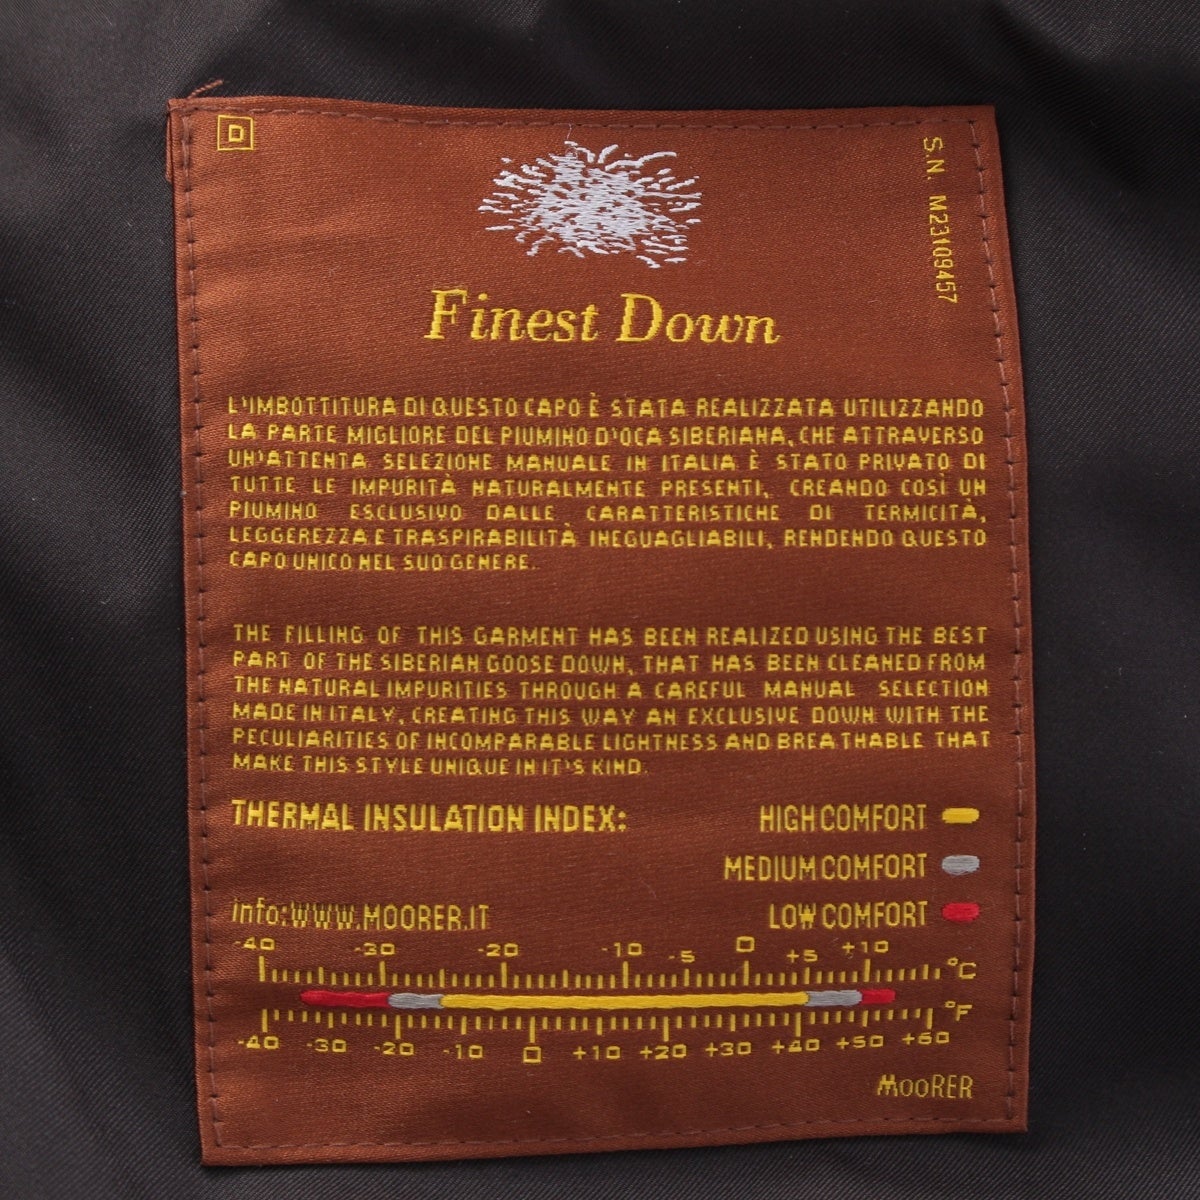 D
S.N. M23109457
Finest Down
L'IMBOTTITURA DI QUESTO CAPO È STATA REALIZZATA UTILIZZANDO
LA PARTE MIGLIORE DEL PIUMINO D'OCA SIBERIANA, CHE ATTRAVERSO
UN'ATTENTA SELEZIONE MANUALE IN ITALIA È STATO PRIVATO DI
TUTTE LE IMPURITÀ NATURALMENTE PRESENTI, CREANDO COSÌ UN
PIUMINO ESCLUSIVO DALLE CARATTERISTICHE DI TERMICITÀ,
LEGGEREZZA E TRASPIRABILITÀ INEGUAGLIABILI, RENDENDO QUESTO
CAPO UNICO NEL SUO GENERE.
THE FILLING OF THIS GARMENT HAS BEEN REALIZED USING THE BEST
PART OF THE SIBERIAN GOOSE DOWN, THAT HAS BEEN CLEANED FROM
THE NATURAL IMPURITIES THROUGH A CAREFUL MANUAL SELECTION
MADE IN ITALY, CREATING THIS WAY AN EXCLUSIVE DOWN WITH THE
PECULIARITIES OF INCOMPARABLE LIGHTNESS AND BREATHABLE THAT
MAKE THIS STYLE UNIQUE IN IT'S KIND.
THERMAL INSULATION INDEX: HIGH COMFORT
MEDIUM COMFORT
info:WWW.MOORER.IT LOW COMFORT
-40 -30 -20 -10 -5 0 +5 +10
°C
°F
-40 -30 -20 -10 0 +10 +20 +30 +40 +50 +60
MOORER